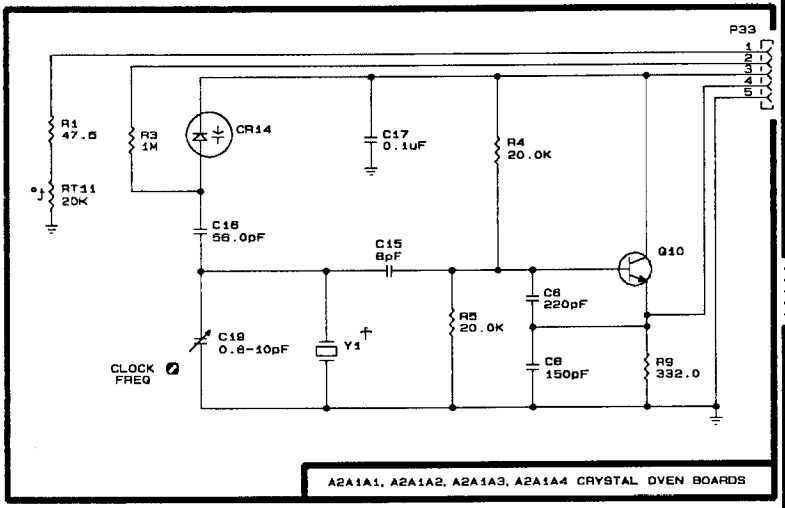 P33
1
2
3
4
5
R1
47.5
R3
1M
CR14
C17
0.1uF
R4
20.0K
RT11
20K
C16
56.0pF
C15
8pF
Q10
C6
220pF
R5
20.0K
C19
0.8-10pF
Y1
CLOCK
FREQ
C8
150pF
R9
332.0
A2A1A1, A2A1A2, A2A1A3, A2A1A4 CRYSTAL OVEN BOARDS